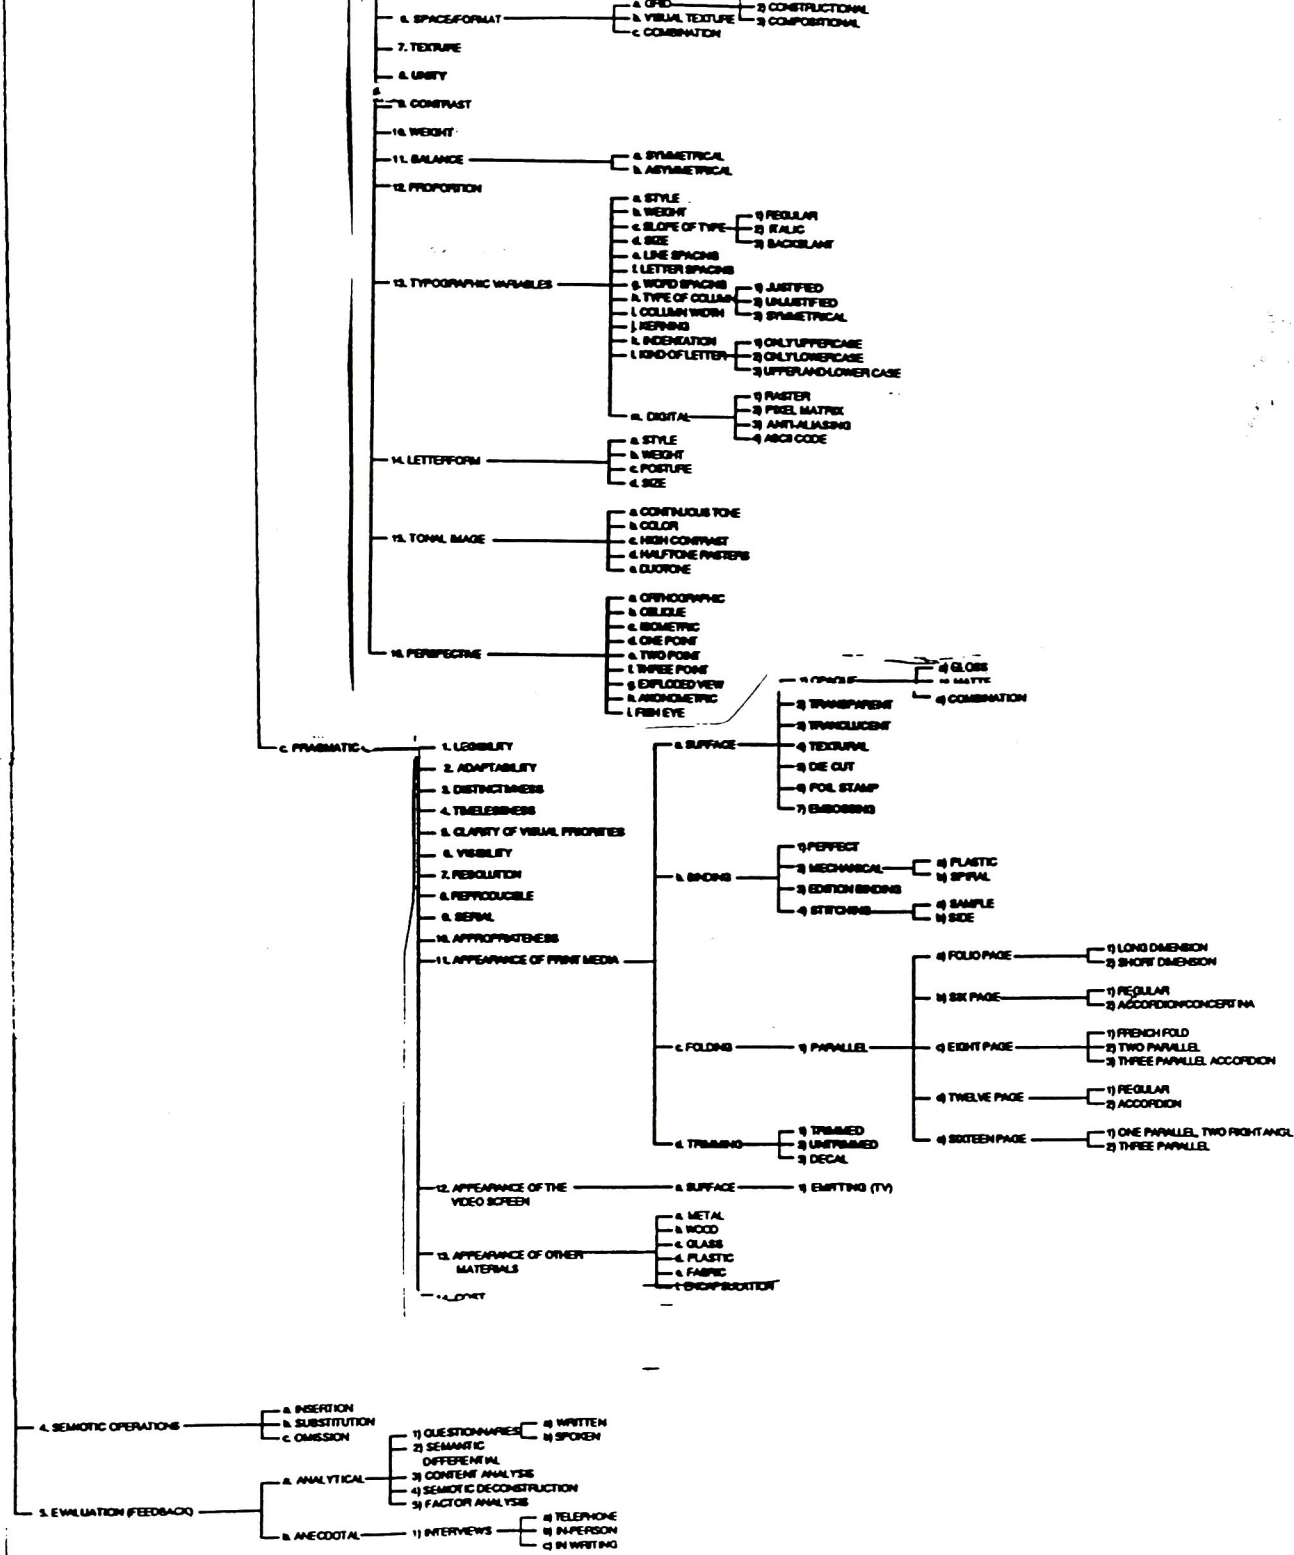 6. SPACE/FORMAT
a. GRID
b. VISUAL TEXTURE
c. COMBINATION
2) CONSTRUCTIONAL
3) COMPOSITIONAL
7. TEXTURE
8. UNITY
9. CONTRAST
10. WEIGHT
11. BALANCE
a. SYMMETRICAL
b. ASYMMETRICAL
12. PROPORTION
13. TYPOGRAPHIC VARIABLES
a. STYLE
b. WEIGHT
c. SLOPE OF TYPE
1) REGULAR
2) ITALIC
3) BACKSLANT
d. SIZE
e. LINE SPACING
f. LETTER SPACING
g. WORD SPACING
h. TYPE OF COLUMN
1) JUSTIFIED
2) UNJUSTIFIED
3) SYMMETRICAL
i. COLUMN WIDTH
j. KERNING
k. INDENTATION
l. KIND OF LETTER
1) ONLY UPPERCASE
2) ONLY LOWERCASE
3) UPPER AND LOWER CASE
m. DIGITAL
1) RASTER
2) PIXEL MATRIX
3) ANTI-ALIASING
4) ASCII CODE
14. LETTERFORM
a. STYLE
b. WEIGHT
c. POSTURE
d. SIZE
15. TONAL IMAGE
a. CONTINUOUS TONE
b. COLOR
c. HIGH CONTRAST
d. HALFTONE RASTERS
e. DUOTONE
16. PERSPECTIVE
a. ORTHOGRAPHIC
b. OBLIQUE
c. ISOMETRIC
d. ONE POINT
e. TWO POINT
f. THREE POINT
g. EXPLODED VIEW
h. AXONOMETRIC
i. FISH EYE
c. PRAGMATIC
1. LEGIBILITY
2. ADAPTABILITY
3. DISTINCTIVNESS
4. TIMELESSNESS
5. CLARITY OF VISUAL PRIORITIES
6. VISIBILITY
7. RESOLUTION
8. REPRODUCIBLE
9. SERIAL
10. APPROPRIATENESS
11. APPEARANCE OF PRINT MEDIA
a. SURFACE
1) OPAQUE
a) GLOSS
b) MATTE
c) COMBINATION
2) TRANSPARENT
3) TRANSLUCENT
4) TEXTURAL
5) DIE CUT
6) FOIL STAMP
7) EMBOSSING
b. BINDING
1) PERFECT
2) MECHANICAL
a) PLASTIC
b) SPIRAL
3) EDITION BINDING
4) STITCHING
a) SAMPLE
b) SIDE
c. FOLDING
1) PARALLEL
a) FOLIO PAGE
1) LONG DIMENSION
2) SHORT DIMENSION
b) SIX PAGE
1) REGULAR
2) ACCORDION/CONCERTINA
c) EIGHT PAGE
1) FRENCH FOLD
2) TWO PARALLEL
3) THREE PARALLEL ACCORDION
d) TWELVE PAGE
1) REGULAR
2) ACCORDION
e) SIXTEEN PAGE
1) ONE PARALLEL, TWO RIGHT ANGL
2) THREE PARALLEL
d. TRIMMING
1) TRIMMED
2) UNTRIMMED
3) DECAL
12. APPEARANCE OF THE
VIDEO SCREEN
a. SURFACE
1) EMITTING (TV)
13. APPEARANCE OF OTHER
MATERIALS
a. METAL
b. WOOD
c. GLASS
d. PLASTIC
e. FABRIC
f. ENCAPSULATION
14. COST
4. SEMIOTIC OPERATIONS
a. INSERTION
b. SUBSTITUTION
c. OMISSION
5. EVALUATION (FEEDBACK)
a. ANALYTICAL
1) QUESTIONNARIES
a) WRITTEN
b) SPOKEN
2) SEMANTIC
DIFFERENTIAL
3) CONTENT ANALYSIS
4) SEMIOTIC DECONSTRUCTION
5) FACTOR ANALYSIS
b. ANECDOTAL
1) INTERVIEWS
a) TELEPHONE
b) IN-PERSON
c) IN WRITING